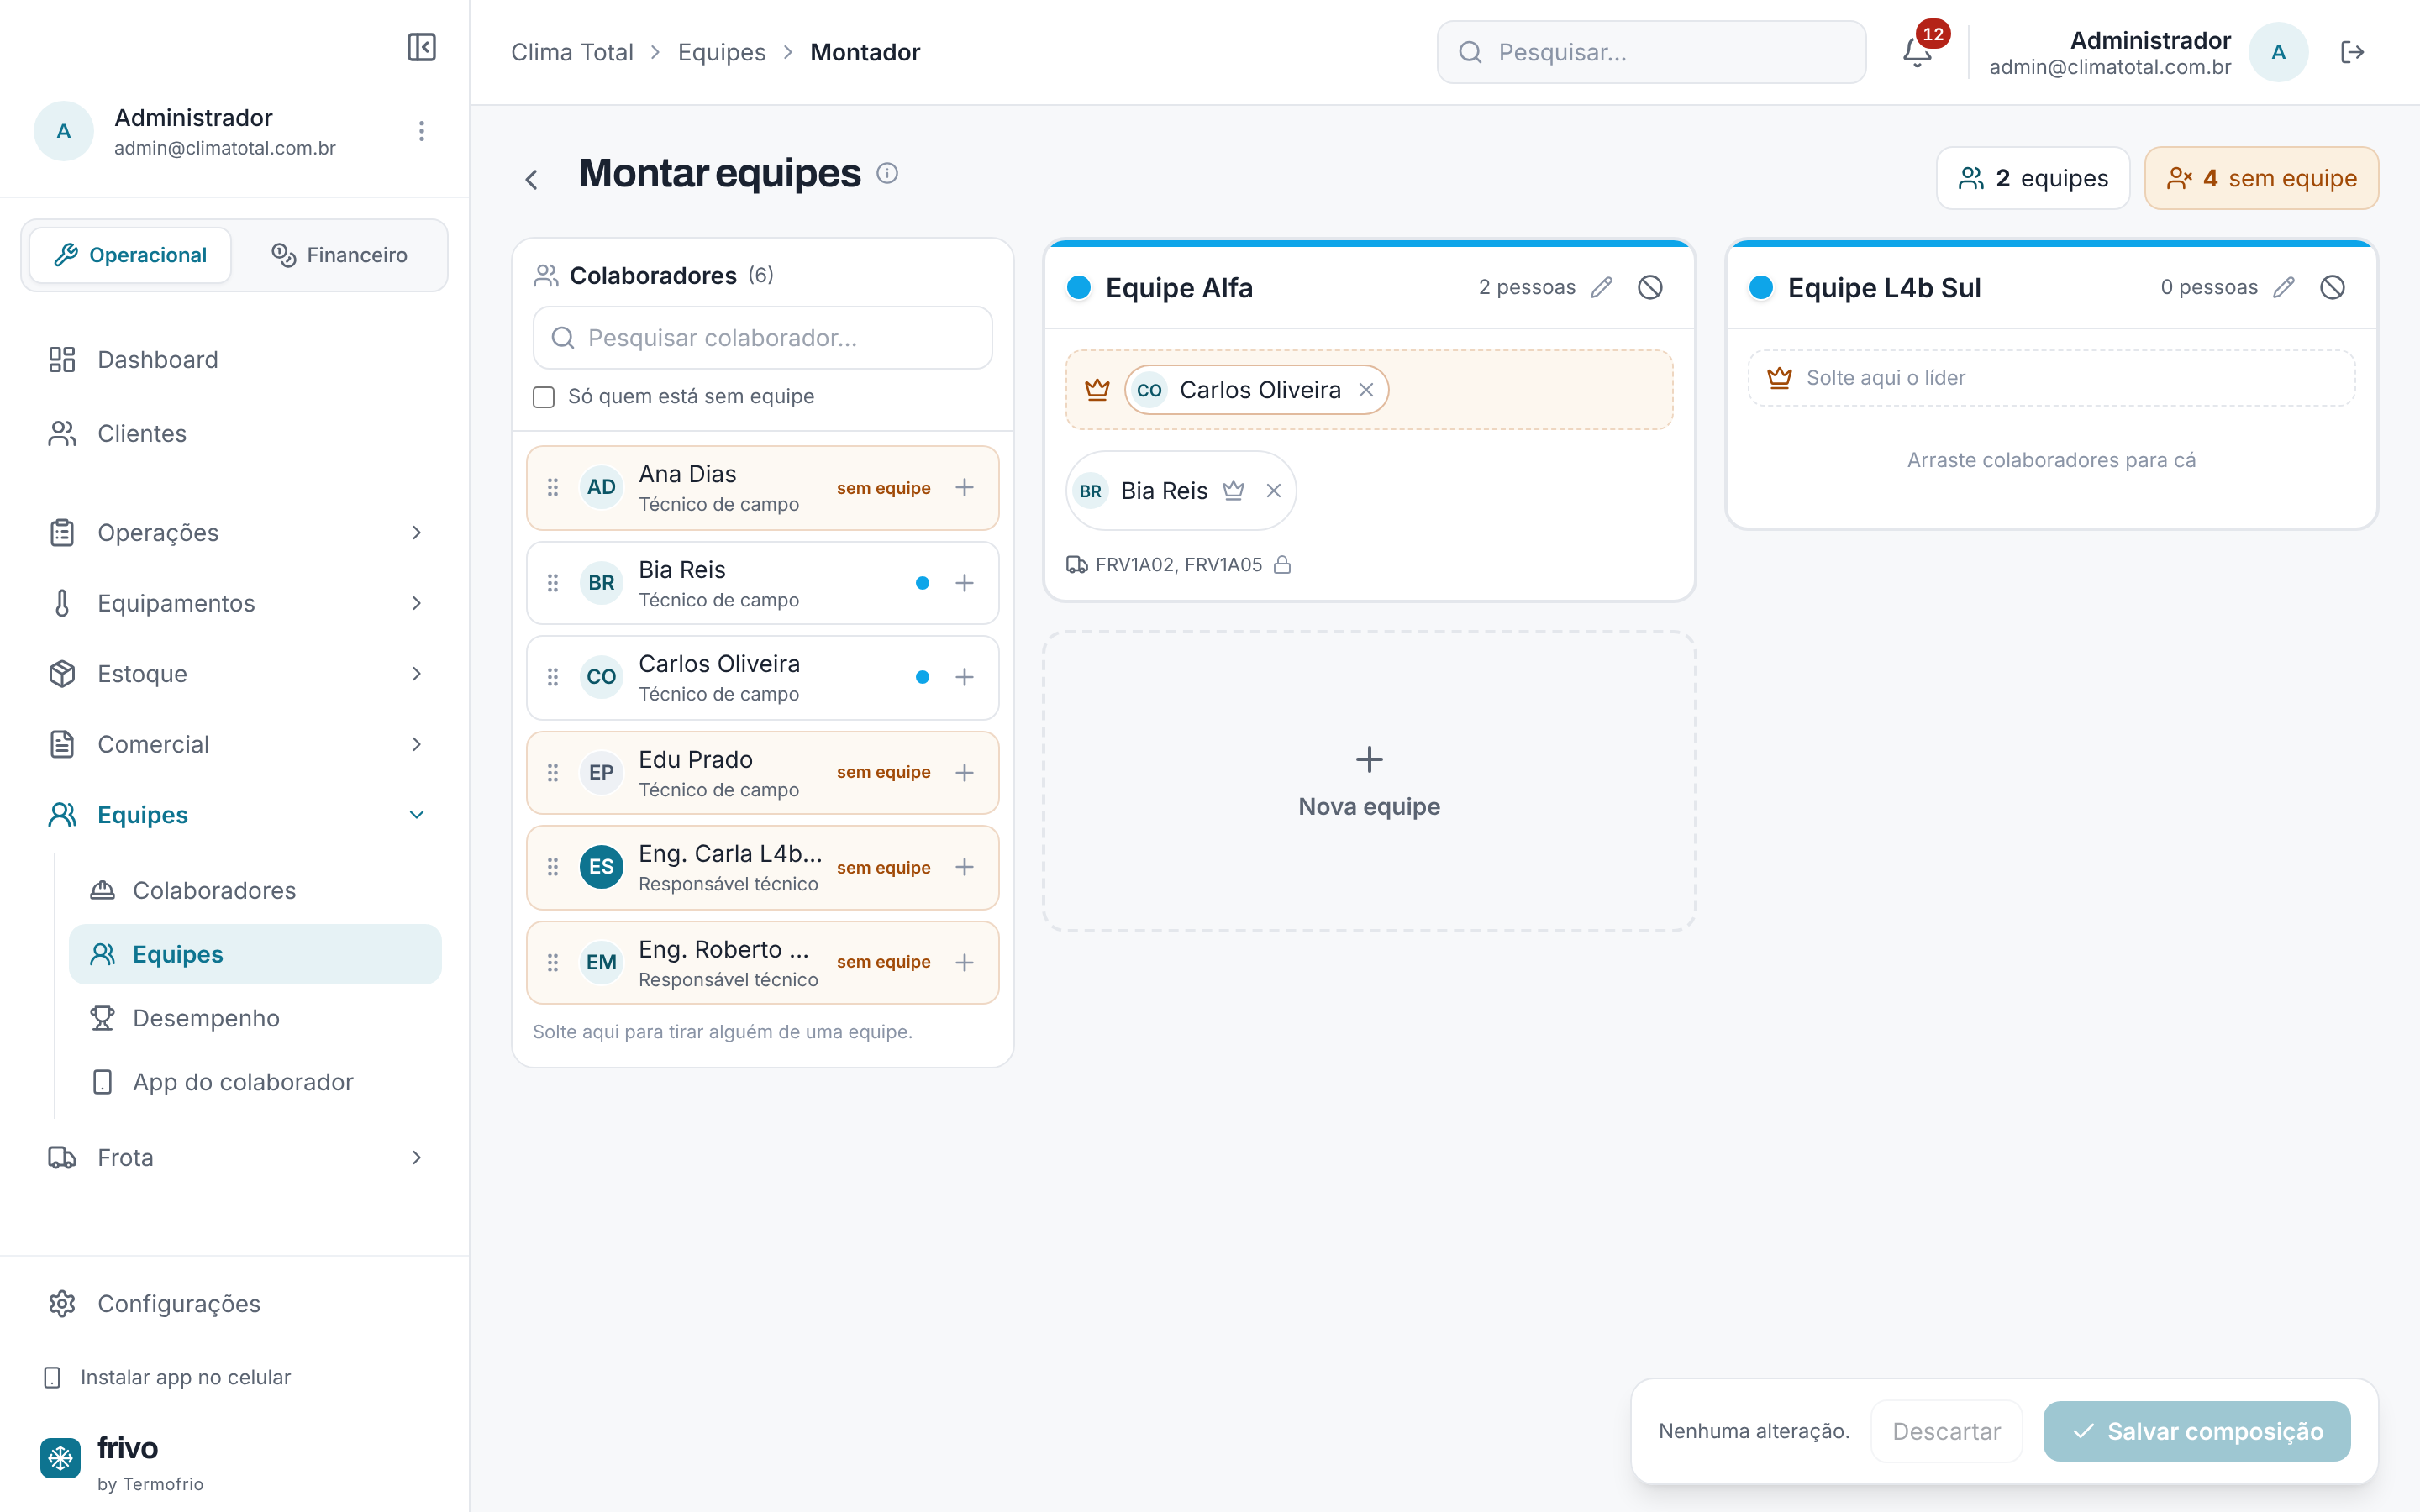 Administrador
admin@climatotal.com.br
A
Operacional
Financeiro
Dashboard
Clientes
Operações
Equipamentos
Estoque
Comercial
Equipes
Colaboradores
Equipes
Desempenho
App do colaborador
Frota
Configurações
Instalar app no celular
frivo
by Termofrio
Clima Total > Equipes > Montador
Pesquisar...
12
Administrador
admin@climatotal.com.br
A
Montar equipes
2 equipes
4 sem equipe
Colaboradores (6)
Pesquisar colaborador...
Só quem está sem equipe
AD Ana Dias sem equipe
Técnico de campo
BR Bia Reis
Técnico de campo
CO Carlos Oliveira
Técnico de campo
EP Edu Prado sem equipe
Técnico de campo
ES Eng. Carla L4b... sem equipe
Responsável técnico
EM Eng. Roberto ... sem equipe
Responsável técnico
Solte aqui para tirar alguém de uma equipe.
Equipe Alfa 2 pessoas
CO Carlos Oliveira
BR Bia Reis
FRV1A02, FRV1A05
Nova equipe
Equipe L4b Sul 0 pessoas
Solte aqui o líder
Arraste colaboradores para cá
Nenhuma alteração.
Descartar
Salvar composição